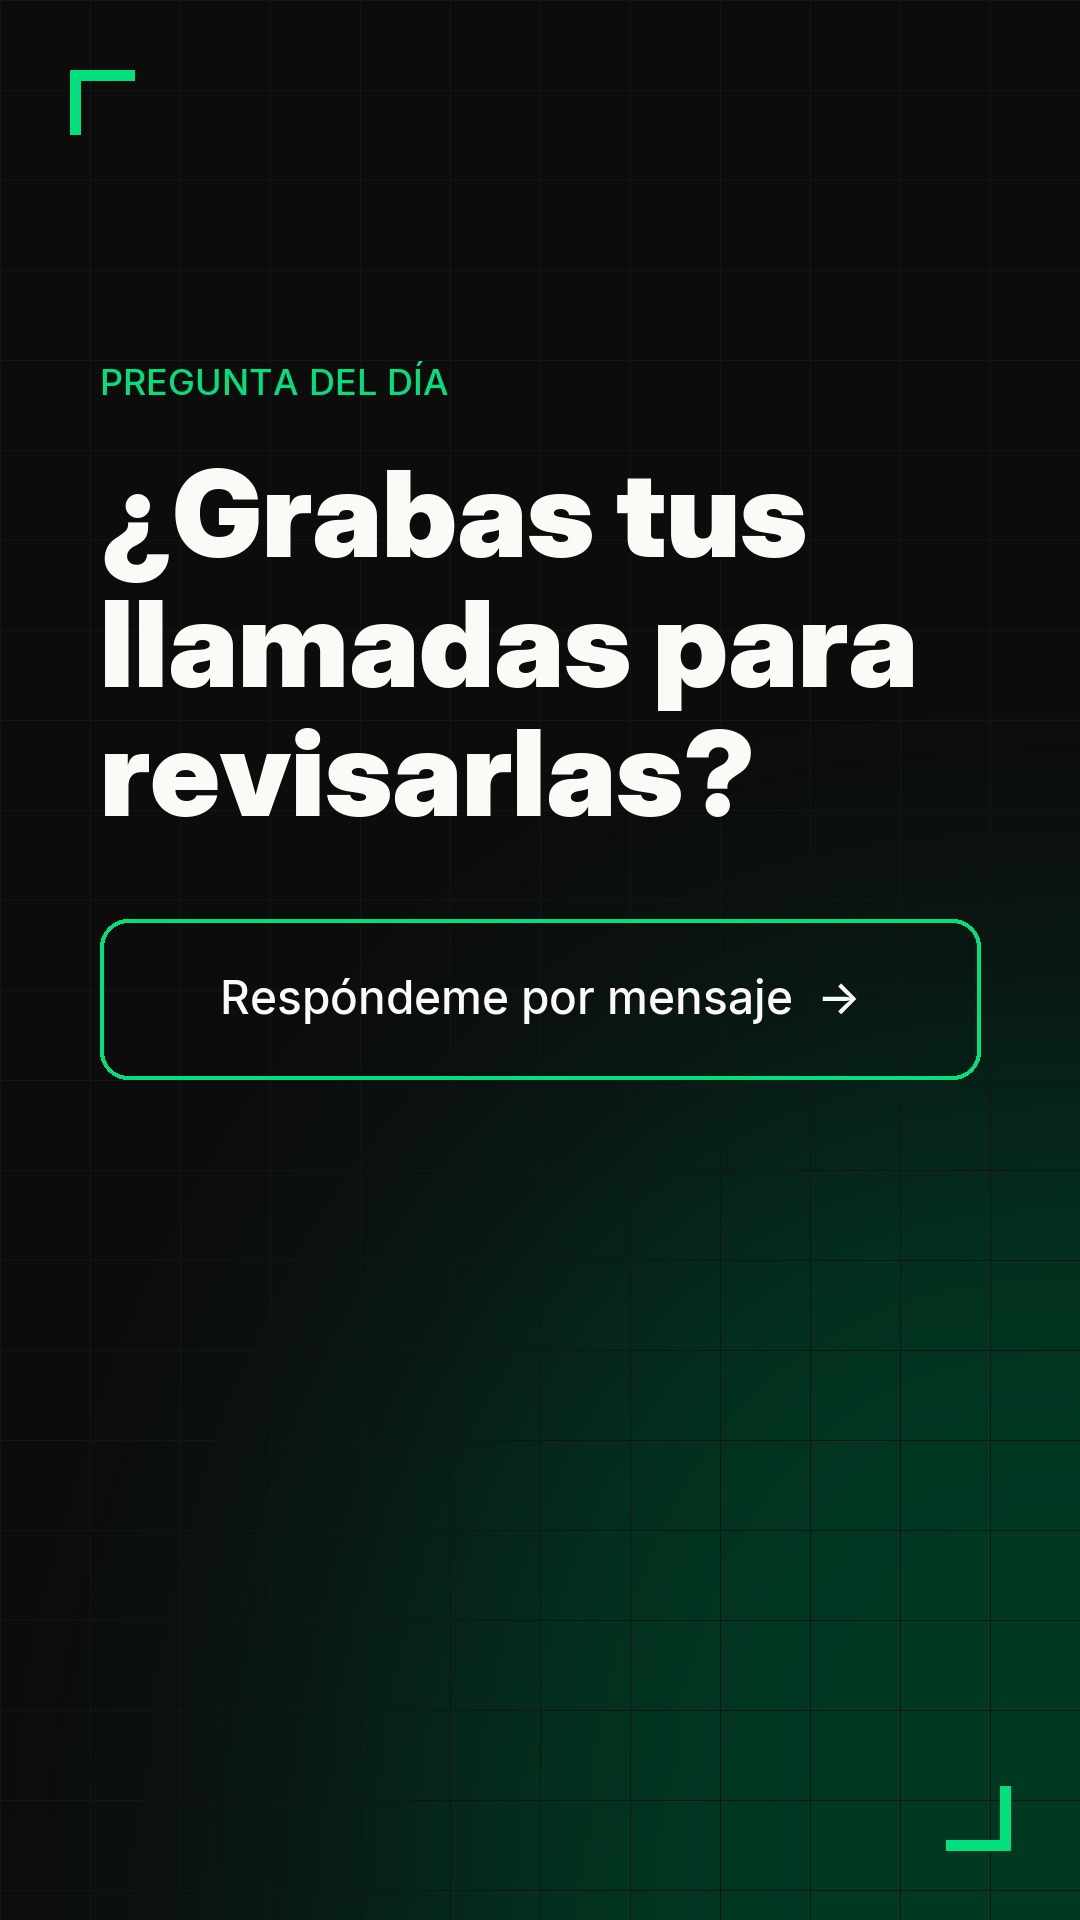 PREGUNTA DEL DÍA
¿Grabas tus
llamadas para
revisarlas?
Respóndeme por mensaje →